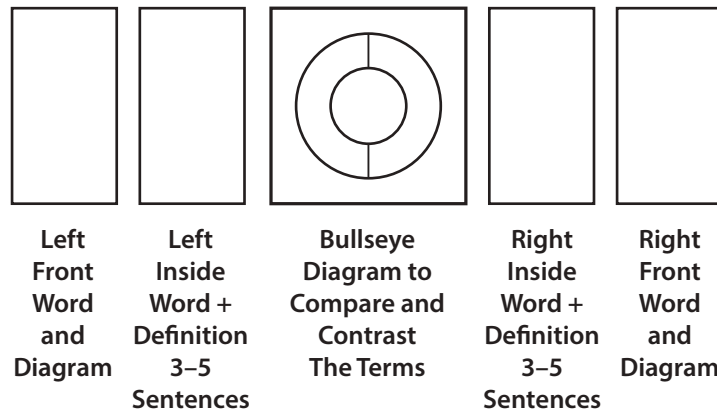 Left
Front
Word
and
Diagram
Left
Inside
Word +
Definition
3–5
Sentences
Bullseye
Diagram to
Compare and
Contrast
The Terms
Right
Inside
Word +
Definition
3–5
Sentences
Right
Front
Word
and
Diagram